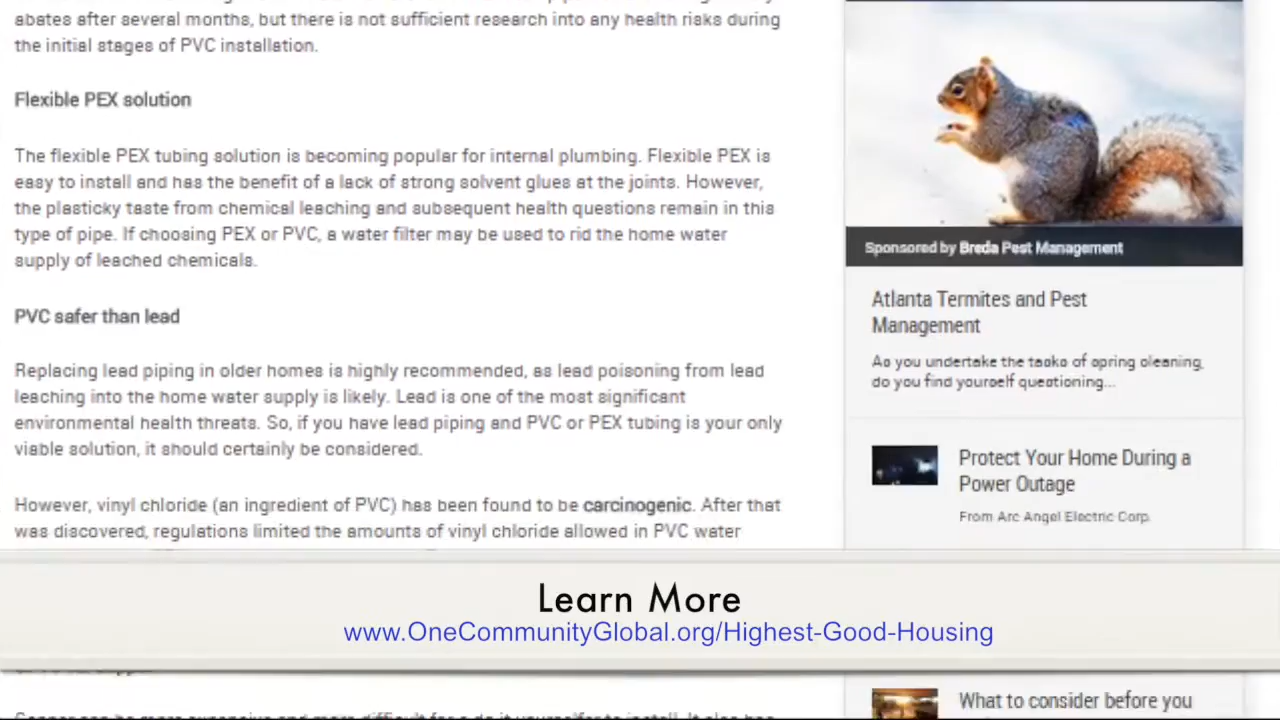 abates after several months, but there is not sufficient research into any health risks during
the initial stages of PVC installation.
Flexible PEX solution
The flexible PEX tubing solution is becoming popular for internal plumbing. Flexible PEX is
easy to install and has the benefit of a lack of strong solvent glues at the joints. However,
the plasticky taste from chemical leaching and subsequent health questions remain in this
type of pipe. If choosing PEX or PVC, a water filter may be used to rid the home water
supply of leached chemicals.
PVC safer than lead
Replacing lead piping in older homes is highly recommended, as lead poisoning from lead
leaching into the home water supply is likely. Lead is one of the most significant
environmental health threats. So, if you have lead piping and PVC or PEX tubing is your only
viable solution, it should certainly be considered.
However, vinyl chloride (an ingredient of PVC) has been found to be carcinogenic. After that
was discovered, regulations limited the amounts of vinyl chloride allowed in PVC water
Sponsored by Breda Pest Management
Atlanta Termites and Pest
Management
As you undertake the tasks of spring cleaning,
do you find yourself questioning...
Protect Your Home During a
Power Outage
From Arc Angel Electric Corp.
Learn More
www.OneCommunityGlobal.org/Highest-Good-Housing
What to consider before you